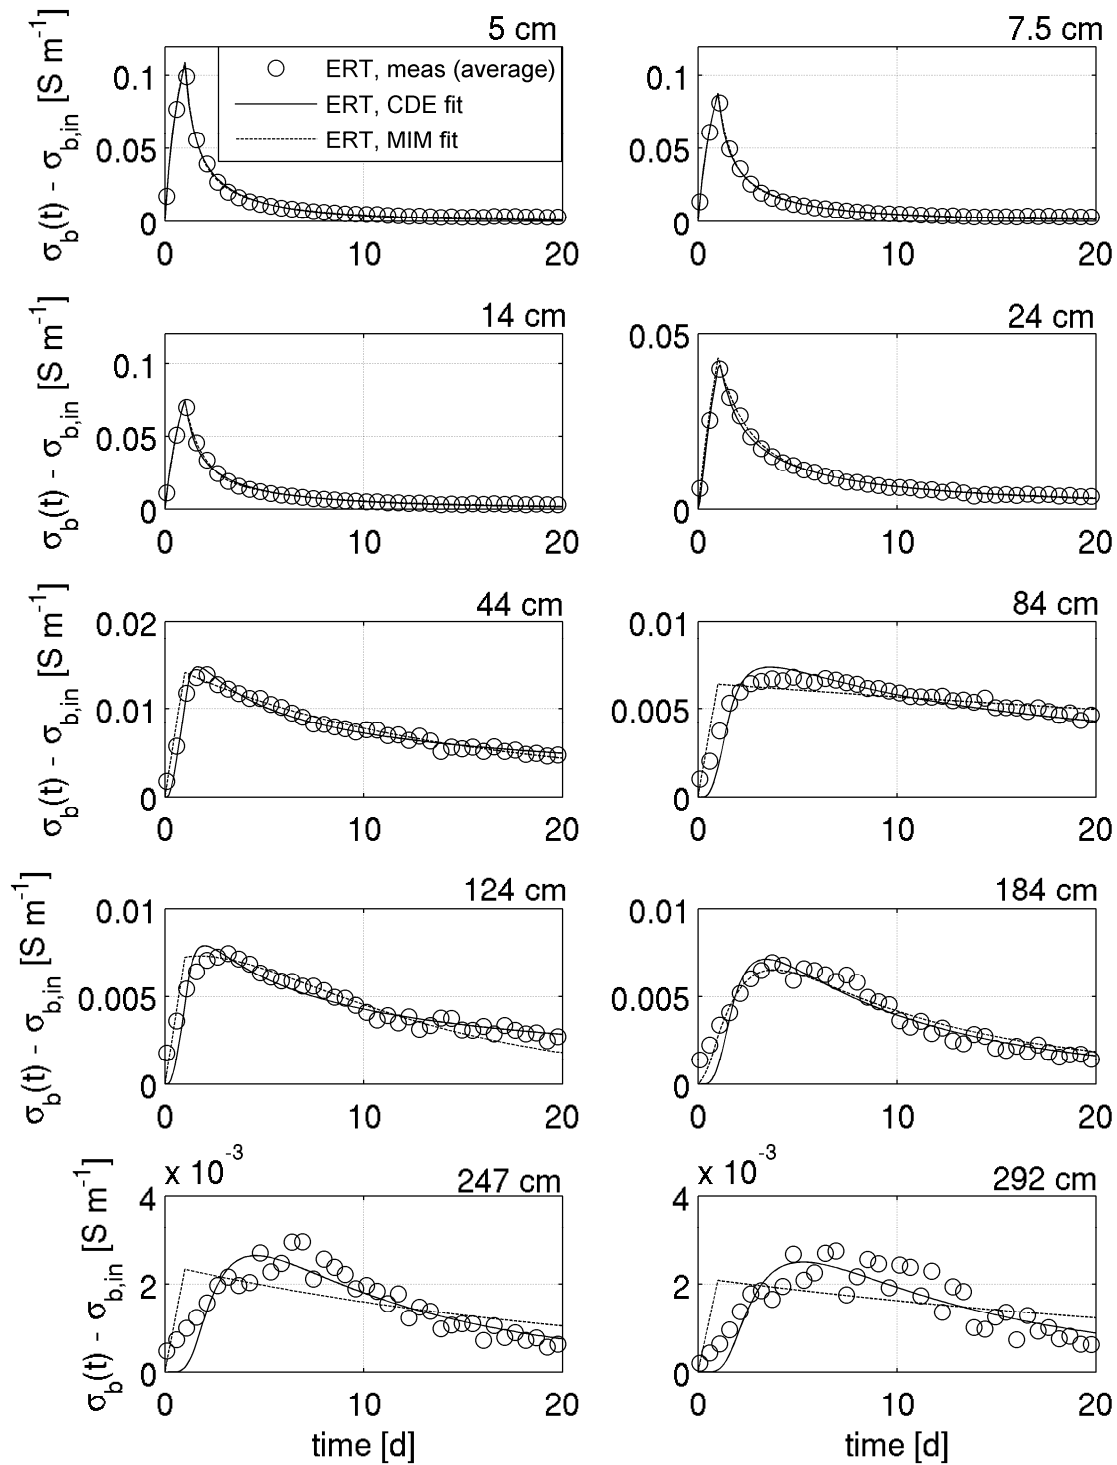 5 cm
7.5 cm
σb(t) - σb,in [S m-1]
0.1
0.05
0
0 10 20
ERT, meas (average)
ERT, CDE fit
ERT, MIM fit
0.1
0.05
0
0 10 20
14 cm
24 cm
σb(t) - σb,in [S m-1]
0.1
0.05
0
0 10 20
0.05
0
0 10 20
44 cm
84 cm
σb(t) - σb,in [S m-1]
0.02
0.01
0
0 10 20
0.01
0.005
0
0 10 20
124 cm
184 cm
σb(t) - σb,in [S m-1]
0.01
0.005
0
0 10 20
0.01
0.005
0
0 10 20
x 10-3
247 cm
x 10-3
292 cm
σb(t) - σb,in [S m-1]
4
2
0
0 10 20
time [d]
4
2
0
0 10 20
time [d]